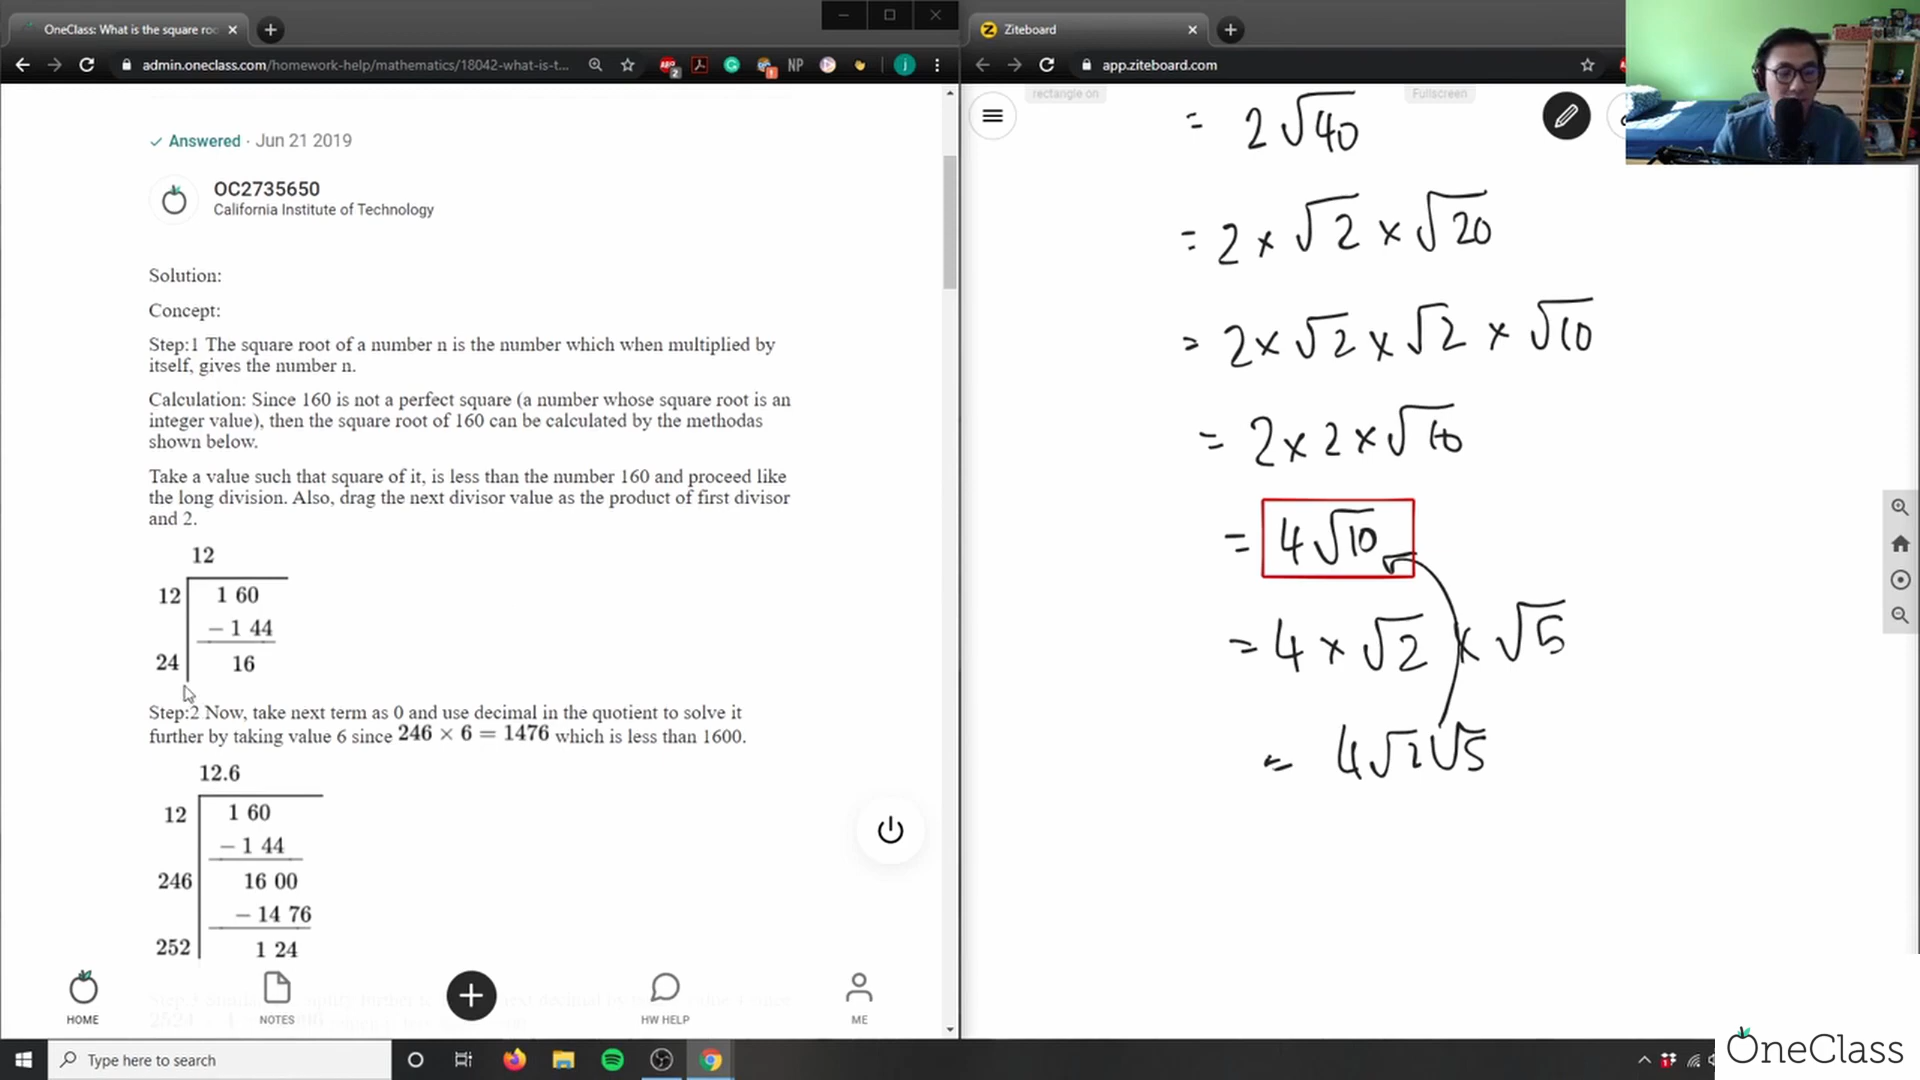 OneClass: What is the square roo
admin.oneclass.com/homework-help/mathematics/18042-what-is-t...
NP
j
Answered · Jun 21 2019
OC2735650
California Institute of Technology
Solution:
Concept:
Step:1 The square root of a number n is the number which when multiplied by
itself, gives the number n.
Calculation: Since 160 is not a perfect square (a number whose square root is an
integer value), then the square root of 160 can be calculated by the methodas
shown below.
Take a value such that square of it, is less than the number 160 and proceed like
the long division. Also, drag the next divisor value as the product of first divisor
and 2.
12
12 1 60
− 1 44
24 16
Step:2 Now, take next term as 0 and use decimal in the quotient to solve it
further by taking value 6 since 246 × 6 = 1476 which is less than 1600.
12.6
12 1 60
− 1 44
246 16 00
− 14 76
252 1 24
HOME
NOTES
HW HELP
ME
Type here to search
Ziteboard
app.ziteboard.com
rectangle on
Fullscreen
= 2√40
= 2 × √2 × √20
= 2 × √2 × √2 × √10
= 2 × 2 × √10
= 4√10
= 4 × √2 × √5
= 4√2√5
OneClass